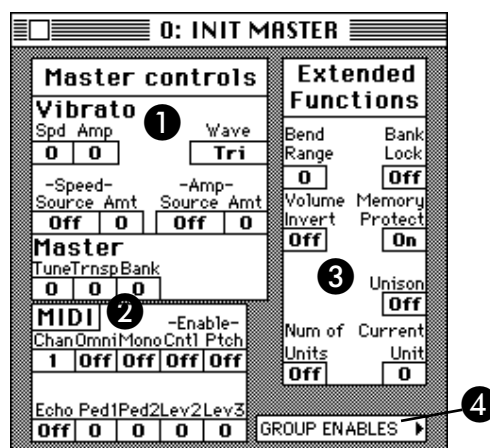 0: INIT MASTER
Master controls
Vibrato
1
Spd Amp Wave
0 0 Tri
-Speed- -Amp-
Source Amt Source Amt
Off 0 Off 0
Master
Tune Trnsp Bank
0 0 0
MIDI
2
-Enable-
Chan Omni Mono Cntl Ptch
1 Off Off Off Off
Echo Ped1 Ped2 Lev2 Lev3
Off 0 0 0 0
Extended
Functions
Bend Bank
Range Lock
0 Off
Volume Memory
Invert Protect
Off On
3
Unison
Off
Num of Current
Units Unit
Off 0
GROUP ENABLES
4